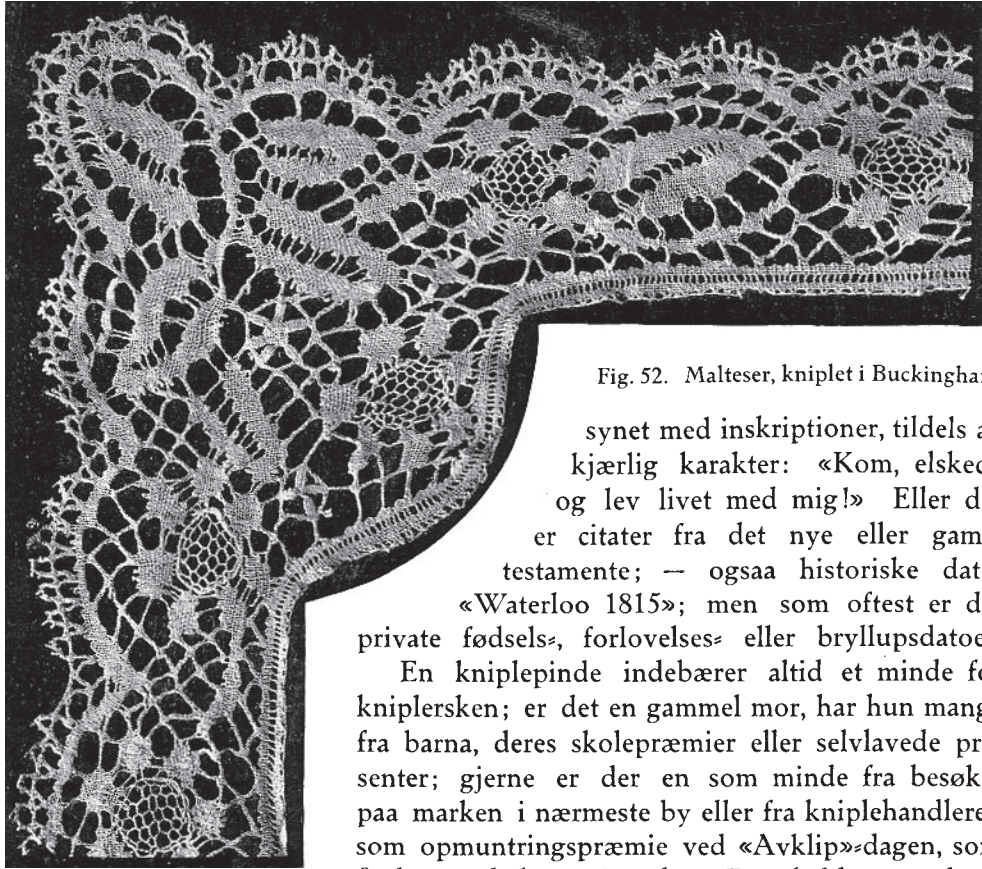 Fig. 52. Malteser, kniplet i Buckingha
synet med inskriptioner, tildels a
kjærlig karakter: «Kom, elsked
og lev livet med mig!» Eller d
er citater fra det nye eller gam
testamente; — ogsaa historiske dat
«Waterloo 1815»; men som oftest er d
private fødsels-, forlovelses- eller bryllupsdatoe
En kniplepinde indebærer altid et minde fo
kniplersken; er det en gammel mor, har hun mang
fra barna, deres skolepræmier eller selvlavede pr
senter; gjerne er der en som minde fra besøk
paa marken i nærmeste by eller fra kniplehandlere
som opmuntringspræmie ved «Avklip»-dagen, som